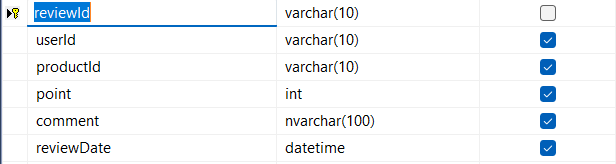 reviewId varchar(10)
userId varchar(10)
productId varchar(10)
point int
comment nvarchar(100)
reviewDate datetime